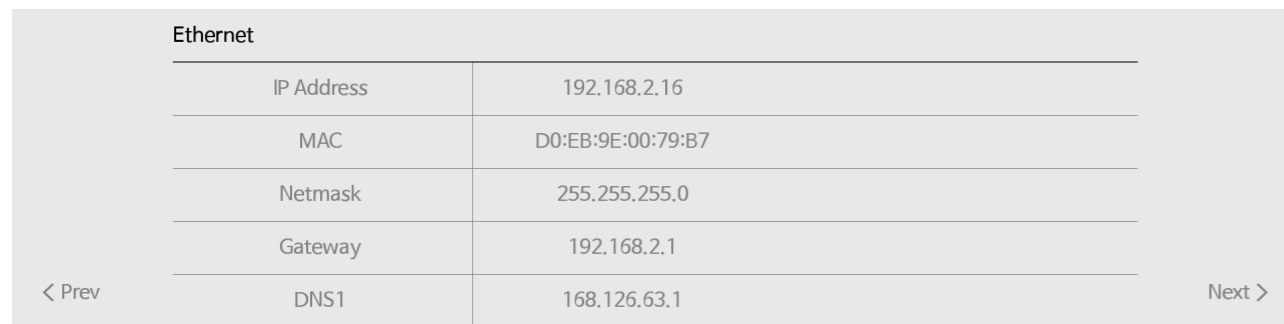 Ethernet
IP Address 192.168.2.16
MAC D0:EB:9E:00:79:B7
Netmask 255.255.255.0
Gateway 192.168.2.1
< Prev
DNS1 168.126.63.1
Next >